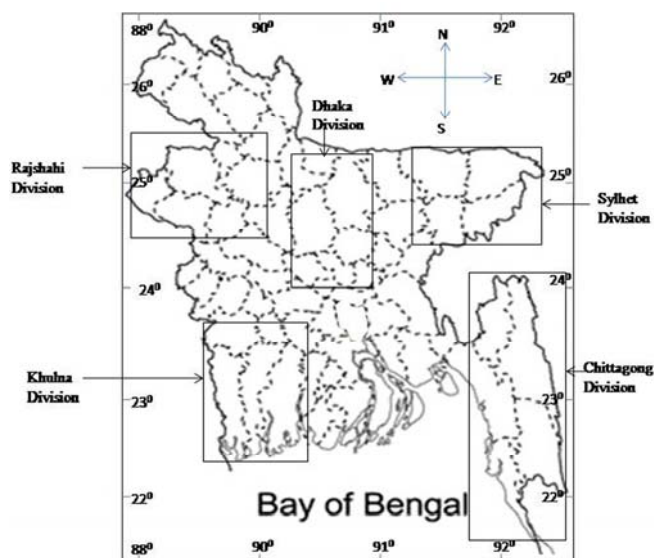 88⁰
90⁰
91⁰
92⁰
N
W
E
S
26⁰
26⁰
Dhaka
Division
Rajshahi
Division
25⁰
25⁰
Sylhet
Division
24⁰
24⁰
Khulna
Division
Chittagong
Division
23⁰
23⁰
22⁰
22⁰
Bay of Bengal
88⁰
90⁰
91⁰
92⁰